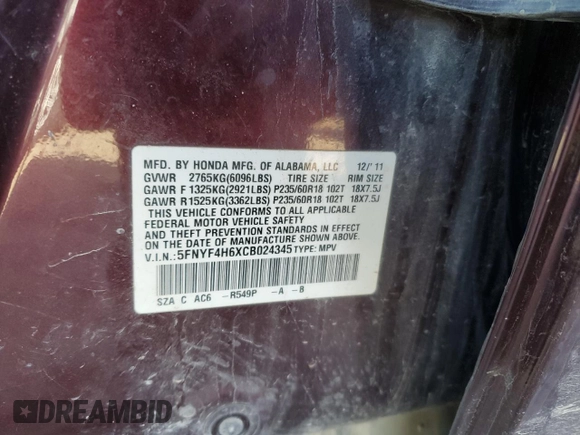 MFD. BY HONDA MFG. OF ALABAMA, LLC 12/'11
GVWR 2765KG(6096LBS) TIRE SIZE RIM SIZE
GAWR F 1325KG(2921LBS) P235/60R18 102T 18X7.5J
GAWR R1525KG(3362LBS) P235/60R18 102T 18X7.5J
THIS VEHICLE CONFORMS TO ALL APPLICABLE
FEDERAL MOTOR VEHICLE SAFETY
AND THEFT PREVENTION STANDARDS IN EFFECT
ON THE DATE OF MANUFACTURE SHOWN ABOVE.
V.I.N.: 5FNYF4H6XCB024345 TYPE: MPV
SZA C AC6 -R549P -A -8
DREAMBID